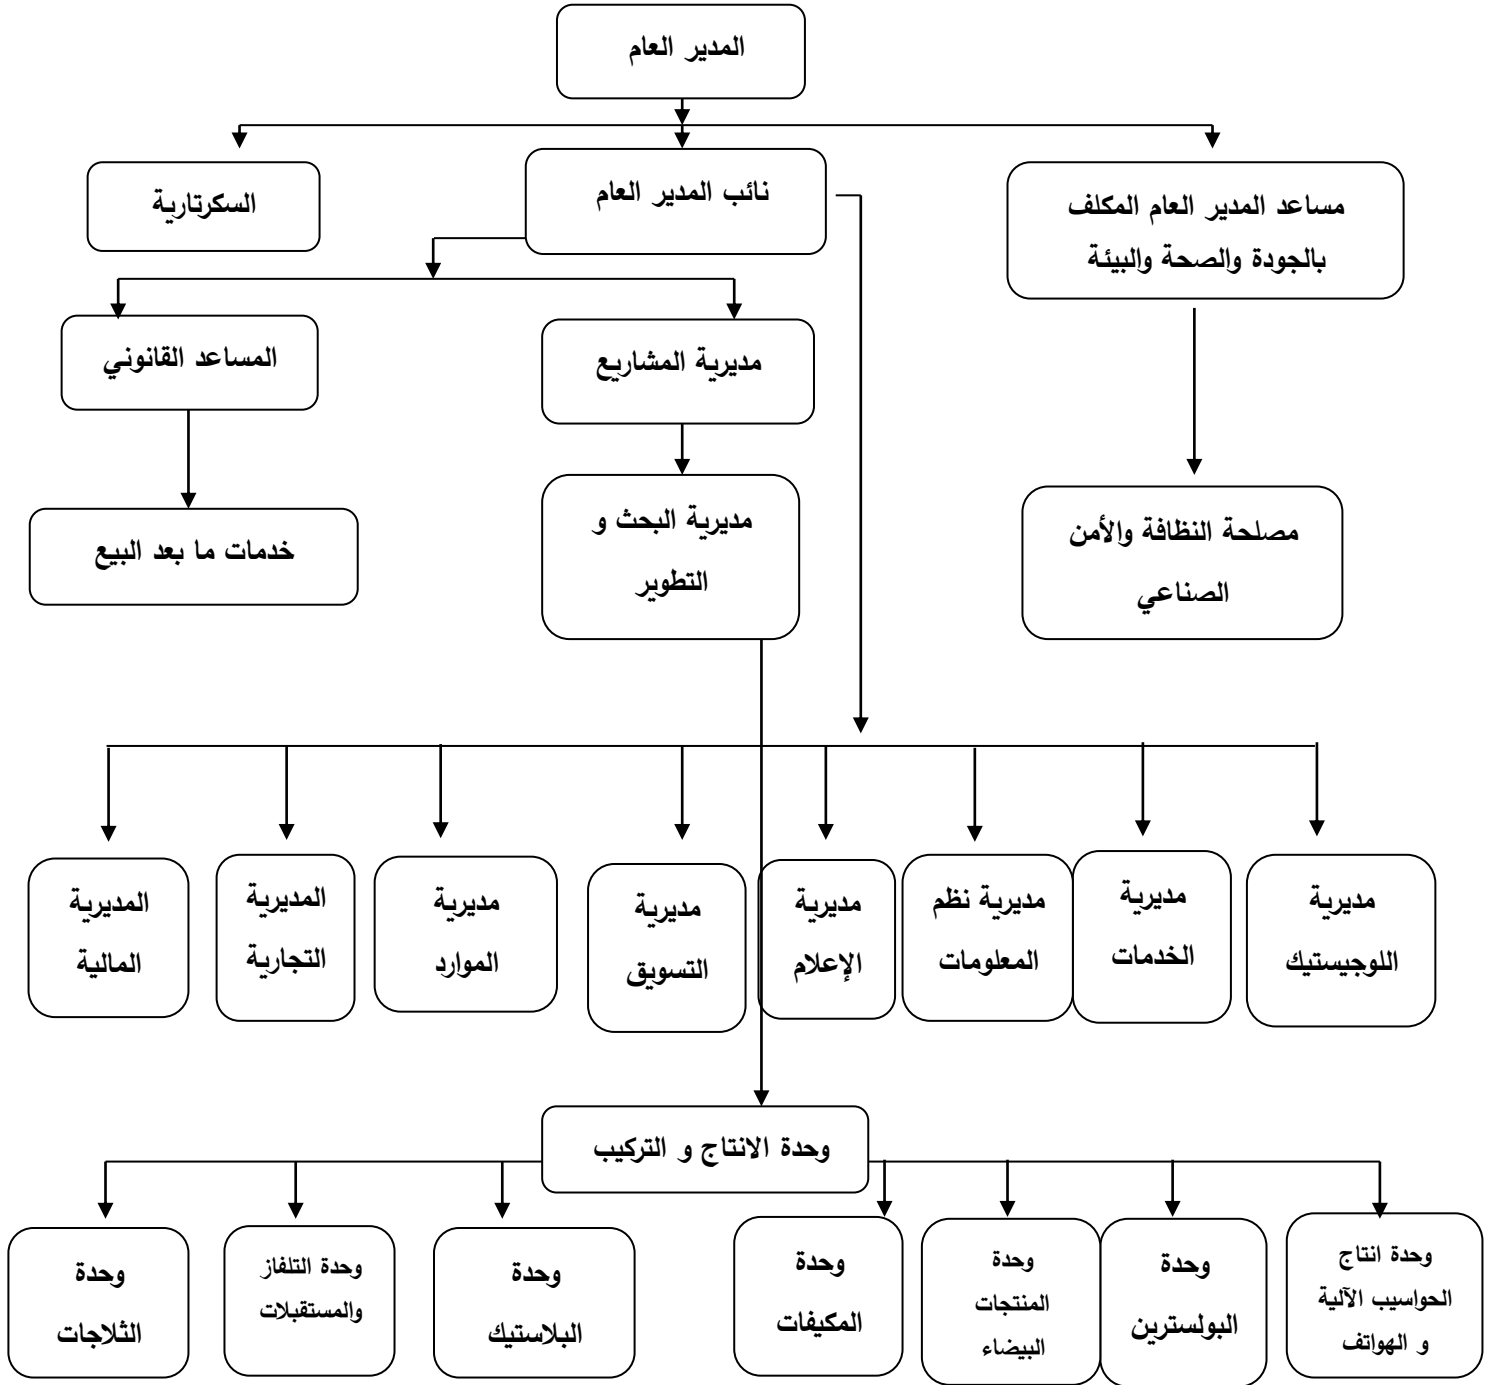 المدير العام
مساعد المدير العام المكلف
بالجودة والصحة والبيئة
نائب المدير العام
السكرتارية
مديرية المشاريع
المساعد القانوني
مصلحة النظافة والأمن
الصناعي
مديرية البحث و
التطوير
خدمات ما بعد البيع
مديرية
اللوجيستيك
مديرية
الخدمات
مديرية نظم
المعلومات
مديرية
الإعلام
مديرية
التسويق
مديرية
الموارد
المديرية
التجارية
المديرية
المالية
وحدة الانتاج و التركيب
وحدة انتاج
الحواسيب الآلية
و الهواتف
وحدة
البولسترين
وحدة
المنتجات
البيضاء
وحدة
المكيفات
وحدة
البلاستيك
وحدة التلفاز
والمستقبلات
وحدة
الثلاجات